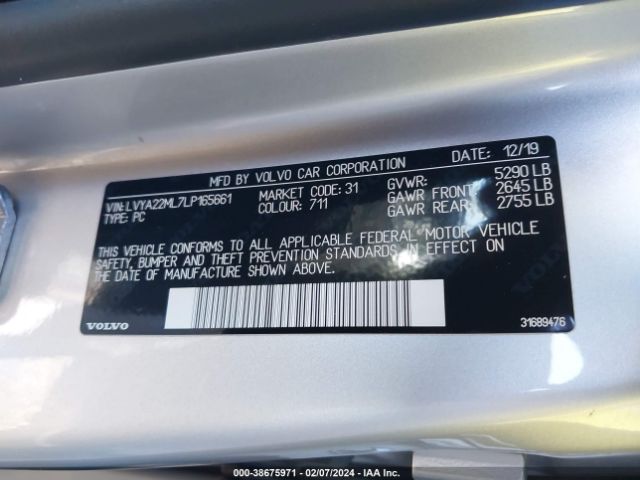 MFD BY VOLVO CAR CORPORATION DATE: 12/19
VIN:LVYA22ML7LP165661 MARKET CODE: 31 GVWR: 5290 LB
TYPE: PC COLOUR: 711 GAWR FRONT: 2645 LB
GAWR REAR: 2755 LB
THIS VEHICLE CONFORMS TO ALL APPLICABLE FEDERAL MOTOR VEHICLE
SAFETY, BUMPER AND THEFT PREVENTION STANDARDS IN EFFECT ON
THE DATE OF MANUFACTURE SHOWN ABOVE.
VOLVO 31689476
000-38675971 - 02/07/2024 - IAA Inc.